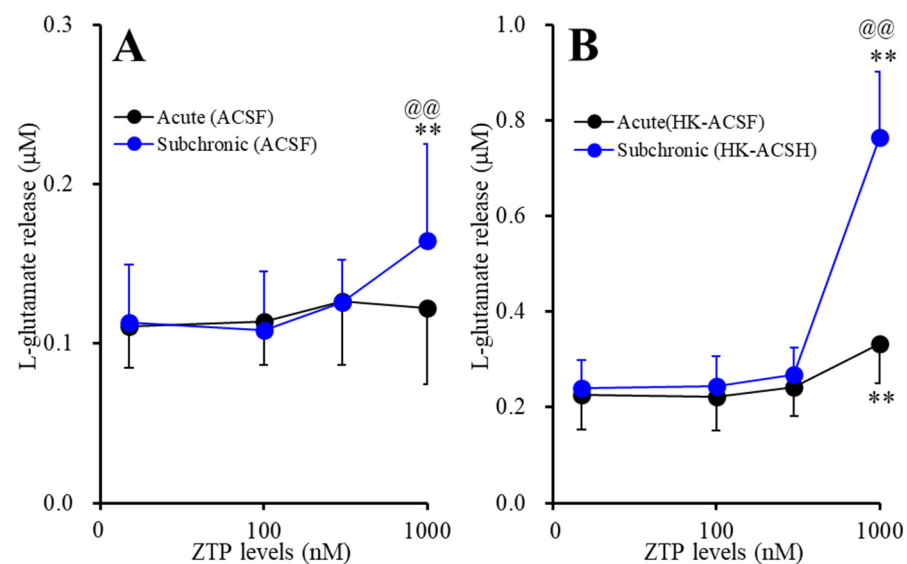 A
L-glutamate release (μM)
0.3
0.2
0.1
0.0
Acute (ACSF)
Subchronic (ACSF)
@@
**
0
100
1000
ZTP levels (nM)
B
L-glutamate release (μM)
1.0
0.8
0.6
0.4
0.2
0.0
Acute(HK-ACSF)
Subchronic (HK-ACSH)
@@
**
**
0
100
1000
ZTP levels (nM)